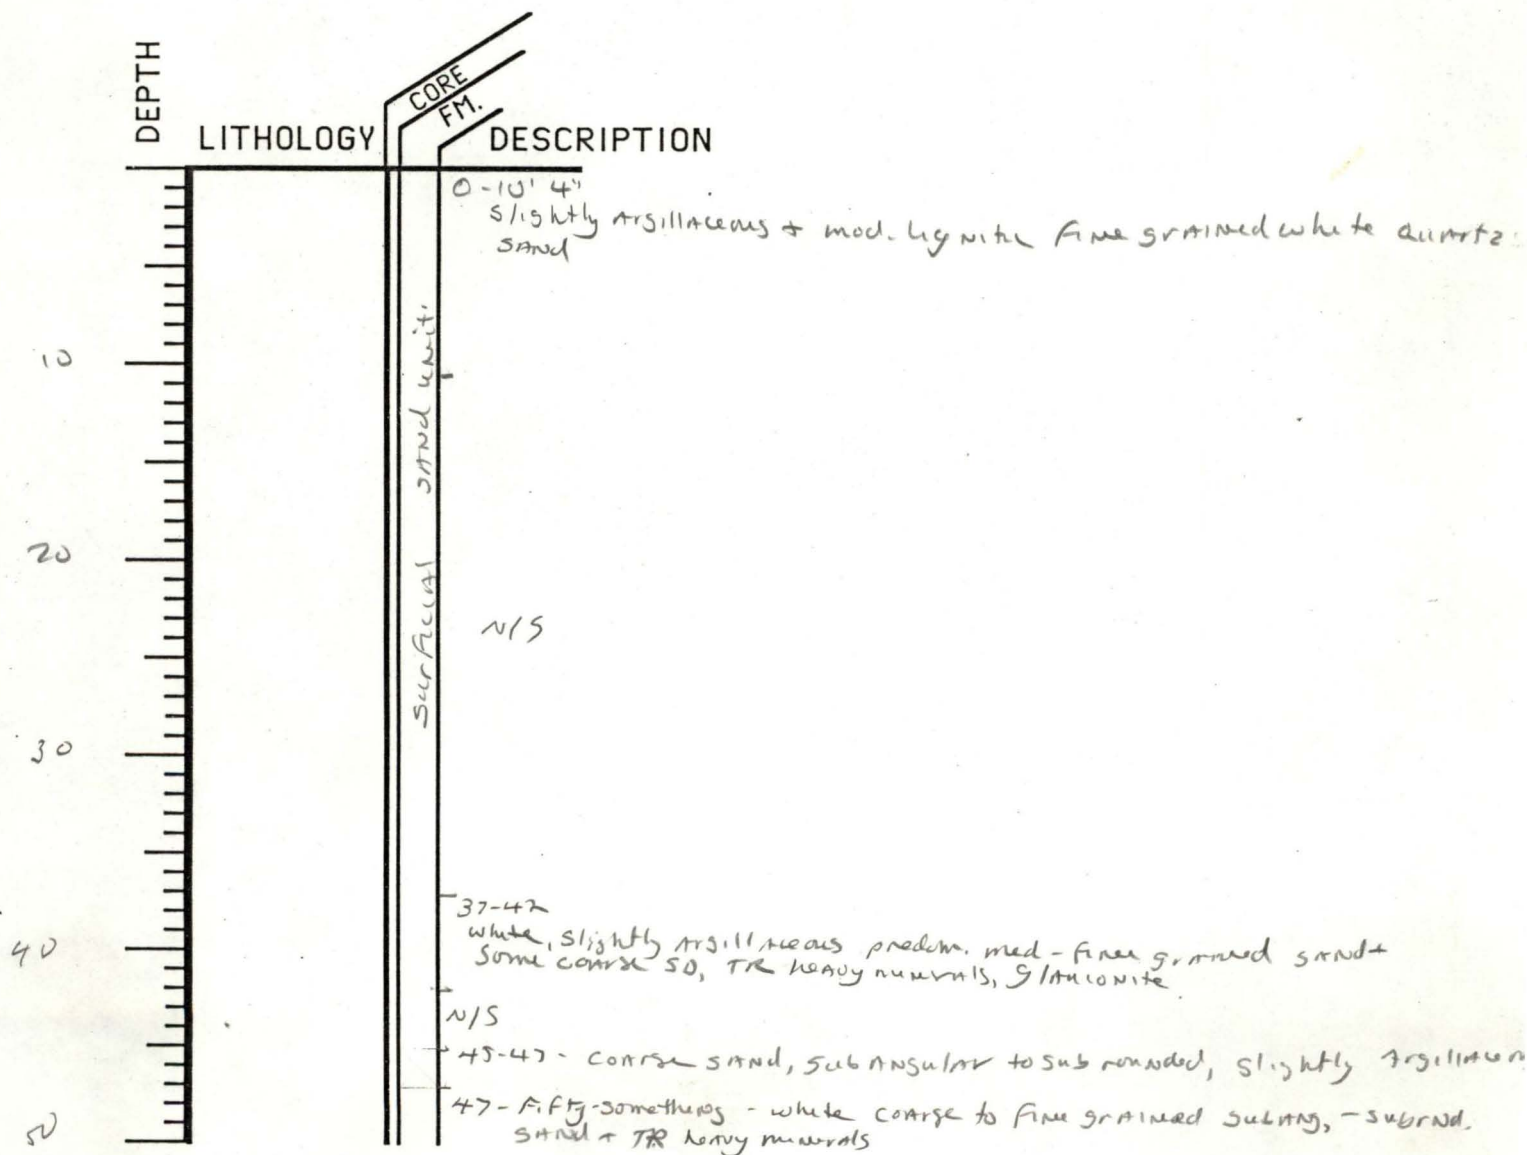 DEPTH
LITHOLOGY
CORE
FM.
DESCRIPTION
0-10' 4"
Slightly Argillaceous + mod. lignitic fine grained white quartz
SAND
10
20
30
40
50
Surficial SAND unit.
N/S
37-42
white, slightly argillaceous predom. med-fine grained SAND +
Some coarse SD, TR heavy minerals, glauconite
N/S
45-47 - coarse SAND, subangular to sub rounded, slightly Argillaceou
47- Fifty-something - white coarse to fine grained subang, - subrnd.
SAND + TR heavy minerals